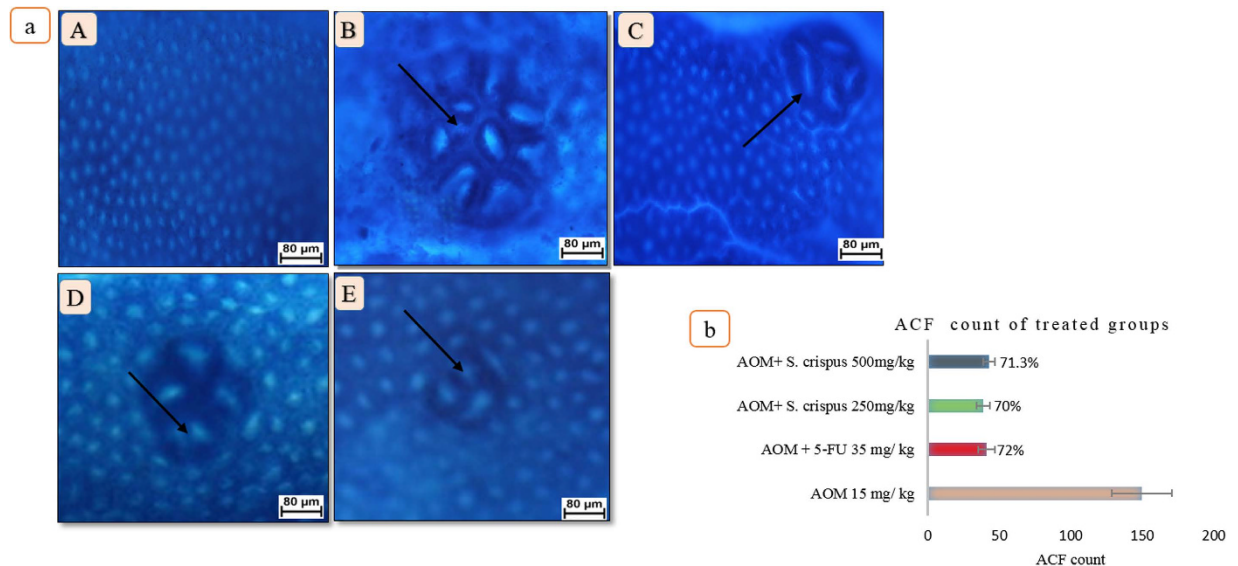 a
A
B
C
80 µm
80 µm
80 µm
D
E
80 µm
80 µm
b
ACF count of treated groups
AOM+ S. crispus 500mg/kg
71.3%
AOM+ S. crispus 250mg/kg
70%
AOM + 5-FU 35 mg/ kg
72%
AOM 15 mg/ kg
0 50 100 150 200
ACF count